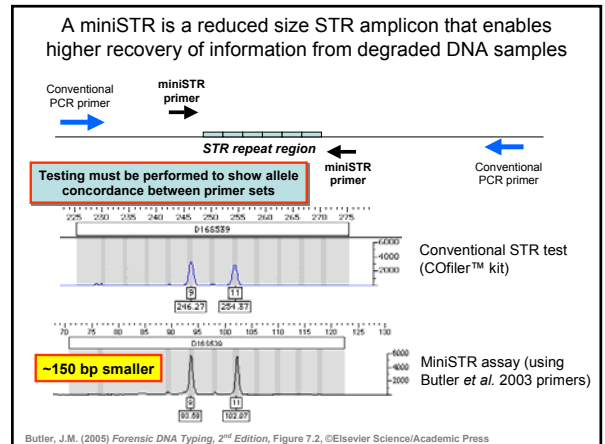 A miniSTR is a reduced size STR amplicon that enables
higher recovery of information from degraded DNA samples
Conventional
PCR primer
miniSTR
primer
STR repeat region
miniSTR
primer
Conventional
PCR primer
Testing must be performed to show allele
concordance between primer sets
225 230 235 240 245 250 255 260 265 270 275
D16S539
6000
4000
2000
9
246.27
11
254.37
Conventional STR test
(COfiler™ kit)
70 80 85 90 95 100 105 110 115 120 125 130
D16S539
~150 bp smaller
6000
4000
2000
9
93.59
11
102.07
MiniSTR assay (using
Butler et al. 2003 primers)
Butler, J.M. (2005) Forensic DNA Typing, 2nd Edition, Figure 7.2, ©Elsevier Science/Academic Press